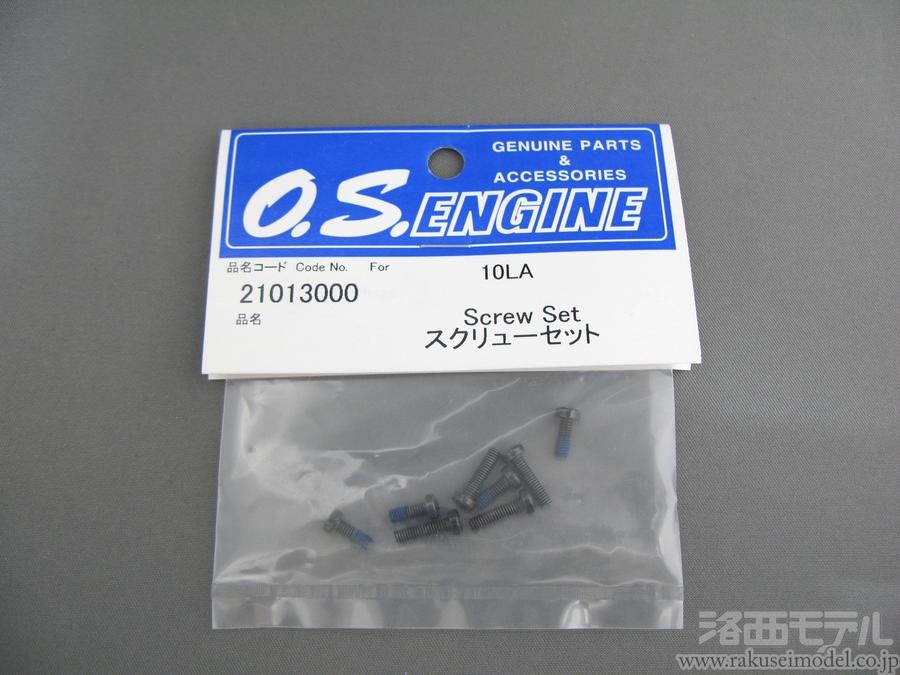 GENUINE PARTS
&
ACCESSORIES
O.S.ENGINE
品名コード Code No. For 10LA
21013000
品名 Screw Set
スクリューセット
洛西モデル
www.rakuseimodel.co.jp